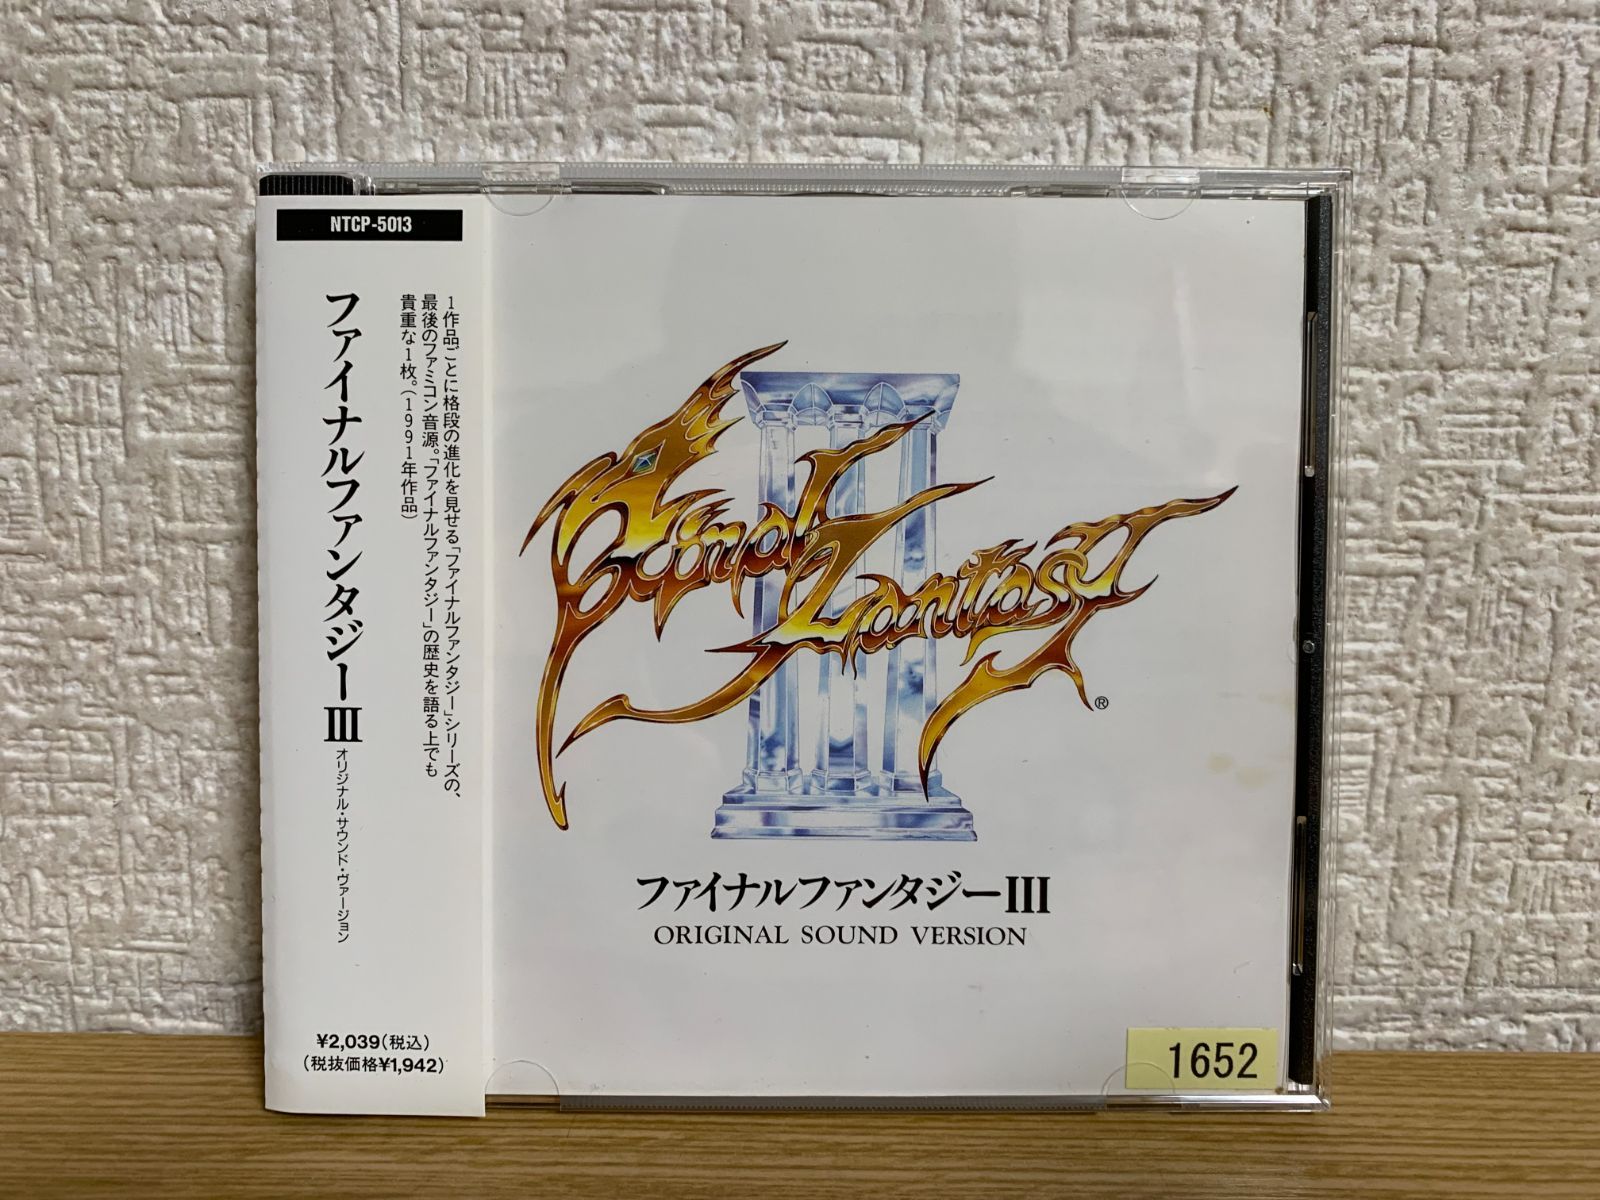 NTCP-5013
1作品ごとに格段の進化を見せる「ファイナルファンタジー」シリーズの、
最後のファミコン音源。「ファイナルファンタジー」の歴史を語る上でも
貴重な1枚。(1991年作品)
ファイナルファンタジーIII
オリジナル・サウンド・ヴァージョン
¥2,039(税込)
(税抜価格¥1,942)
Final Fantasy®
III
ファイナルファンタジーIII
ORIGINAL SOUND VERSION
1652